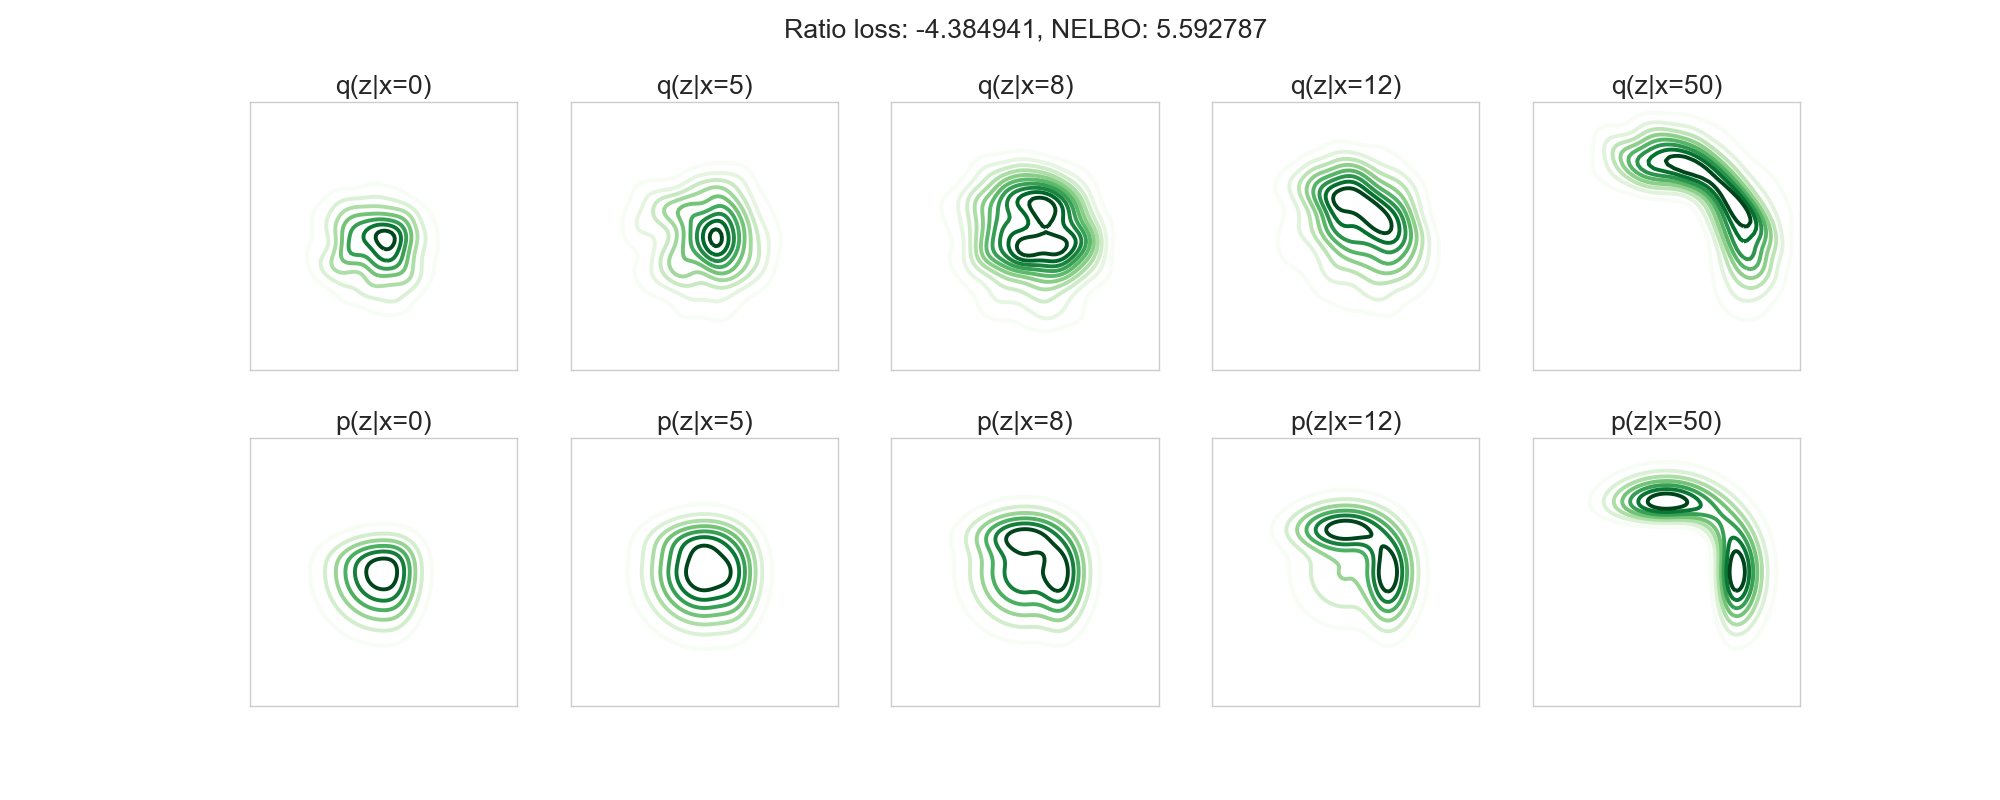 Ratio loss: -4.384941, NELBO: 5.592787
q(z|x=0) q(z|x=5) q(z|x=8) q(z|x=12) q(z|x=50)
p(z|x=0) p(z|x=5) p(z|x=8) p(z|x=12) p(z|x=50)